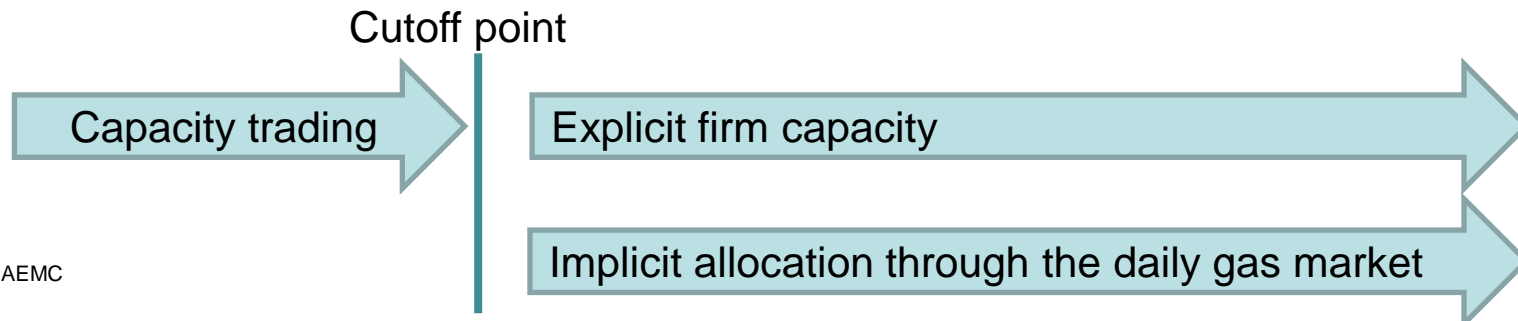 Cutoff point
Capacity trading
Explicit firm capacity
Implicit allocation through the daily gas market
AEMC